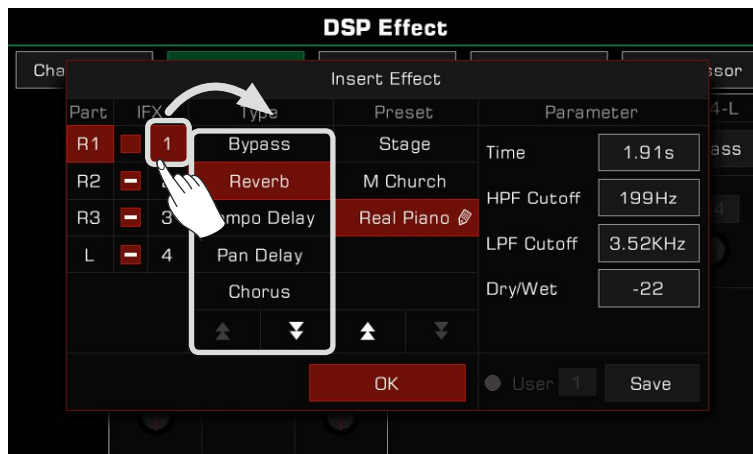 DSP Effect
Cha
ssor
Insert Effect
Part IFX Type Preset Parameter
4-L
R1 1 Bypass Stage Time 1.91s
ass
R2 Reverb M Church HPF Cutoff 199Hz
4
R3 3 mpo Delay Real Piano LPF Cutoff 3.52KHz
L 4 Pan Delay
Chorus Dry/Wet -22
OK User 1 Save